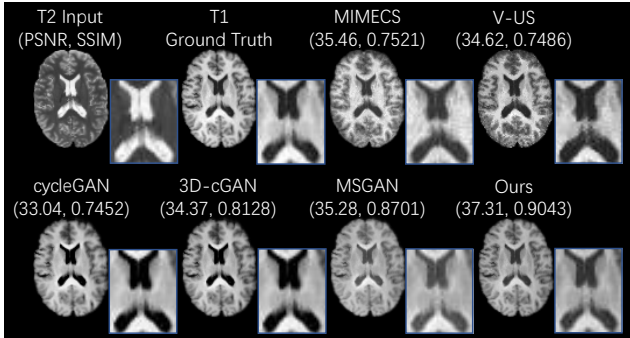 T2 Input
(PSNR, SSIM)
T1
Ground Truth
MIMECS
(35.46, 0.7521)
V-US
(34.62, 0.7486)
cycleGAN
(33.04, 0.7452)
3D-cGAN
(34.37, 0.8128)
MSGAN
(35.28, 0.8701)
Ours
(37.31, 0.9043)